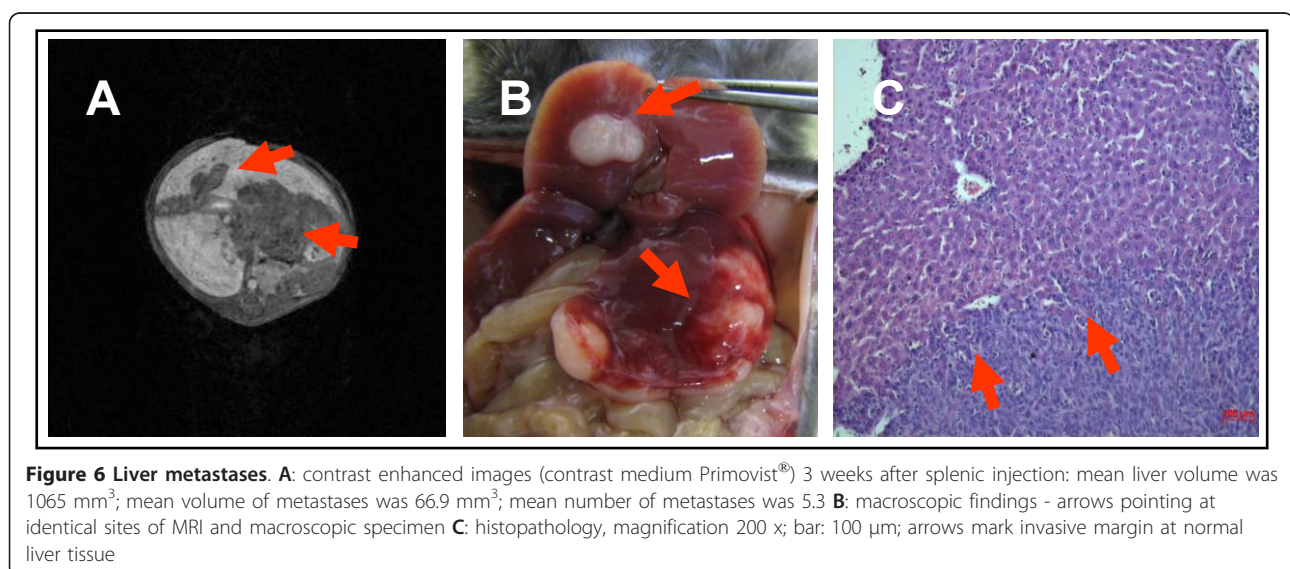 A
B
C
100 µm
Figure 6 Liver metastases. A: contrast enhanced images (contrast medium Primovist®) 3 weeks after splenic injection: mean liver volume was
1065 mm³; mean volume of metastases was 66.9 mm³; mean number of metastases was 5.3 B: macroscopic findings - arrows pointing at
identical sites of MRI and macroscopic specimen C: histopathology, magnification 200 x; bar: 100 µm; arrows mark invasive margin at normal
liver tissue